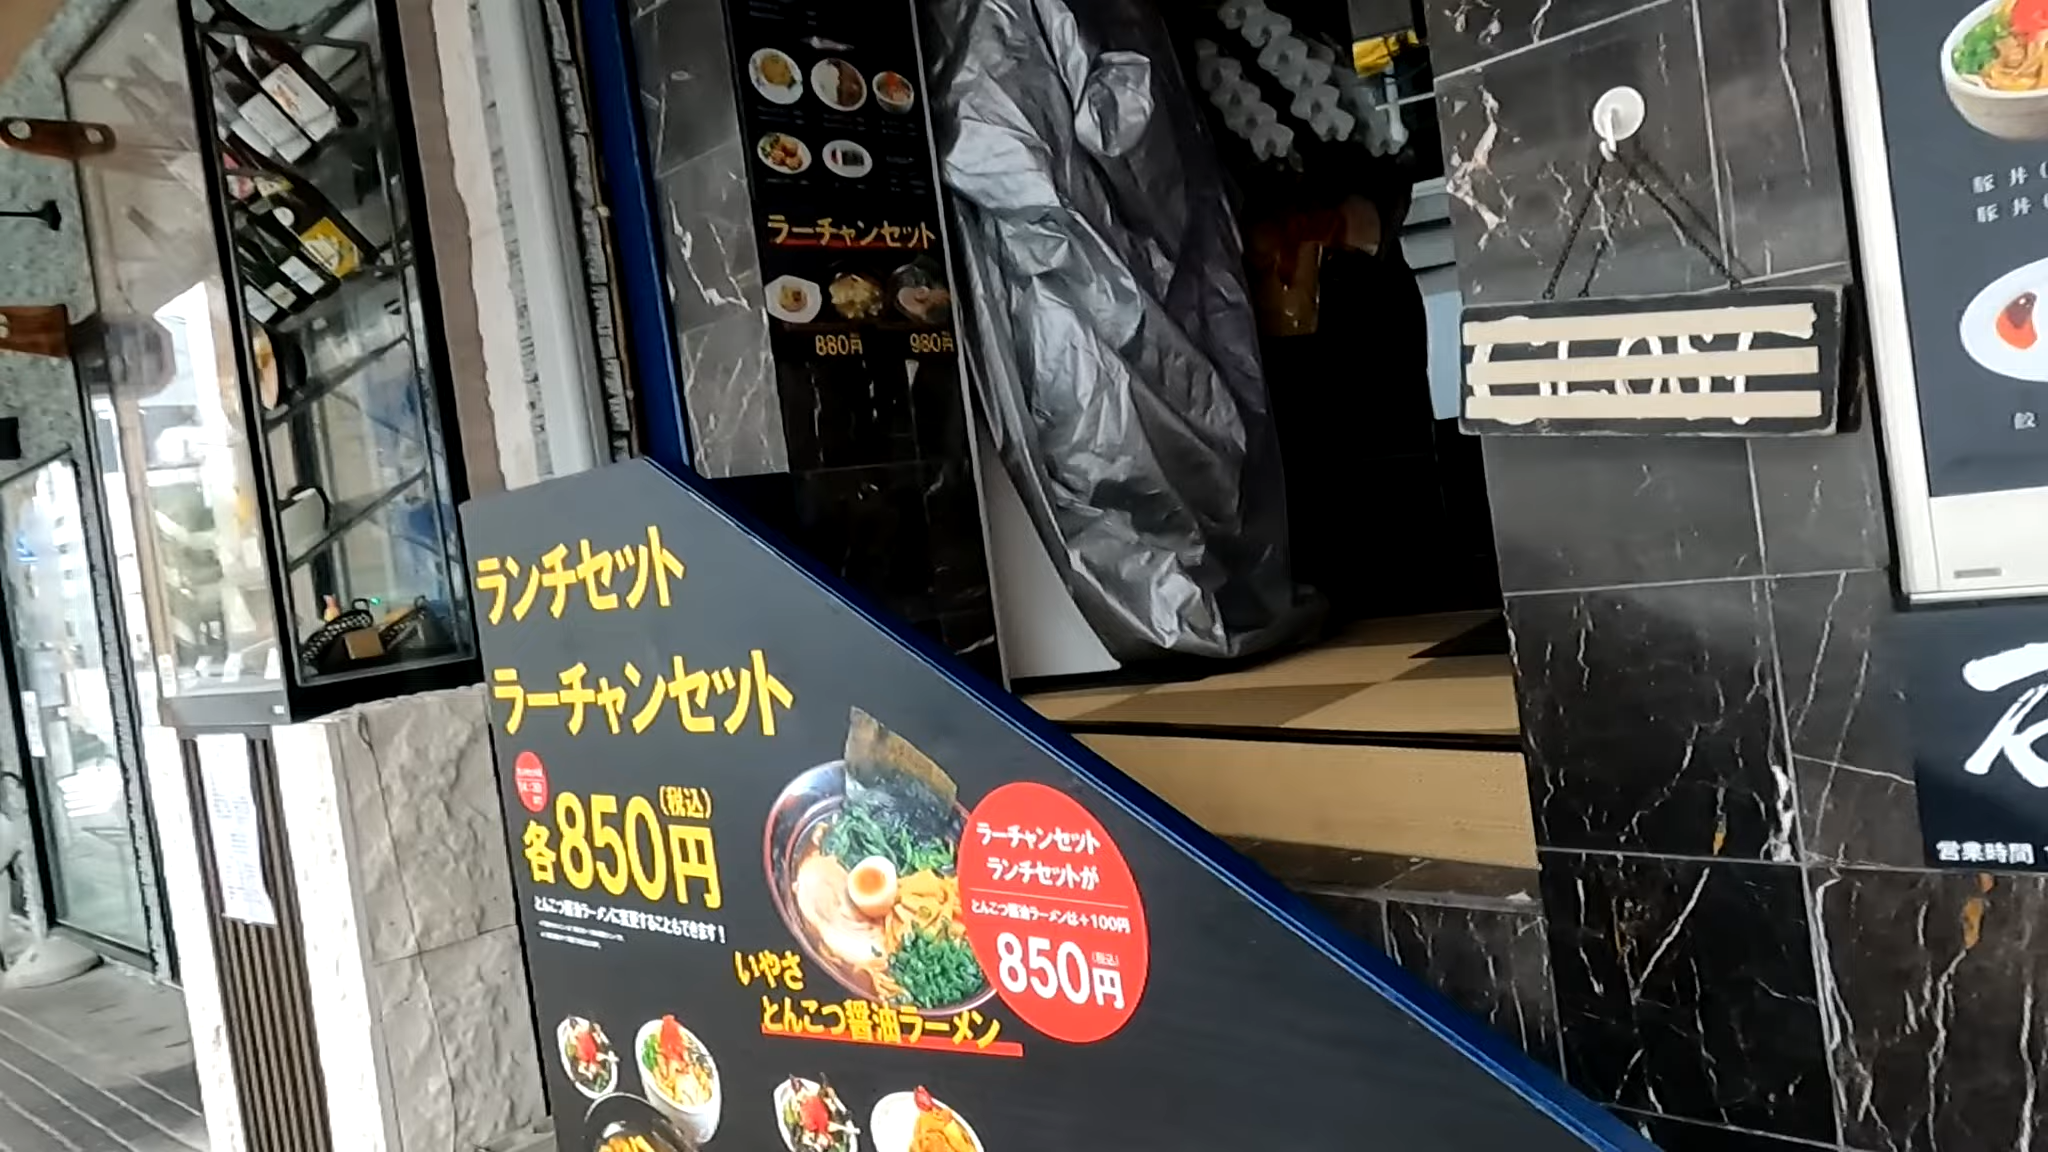 ラーチャンセット
880円
980円
豚丼
豚丼
餃
ランチセット
ラーチャンセット
各850円
(税込)
とんこつ醤油ラーメンに変更することもできます!
いやさ
とんこつ醤油ラーメン
ラーチャンセット
ランチセットが
とんこつ醤油ラーメンは+100円
850円
(税込)
営業時間